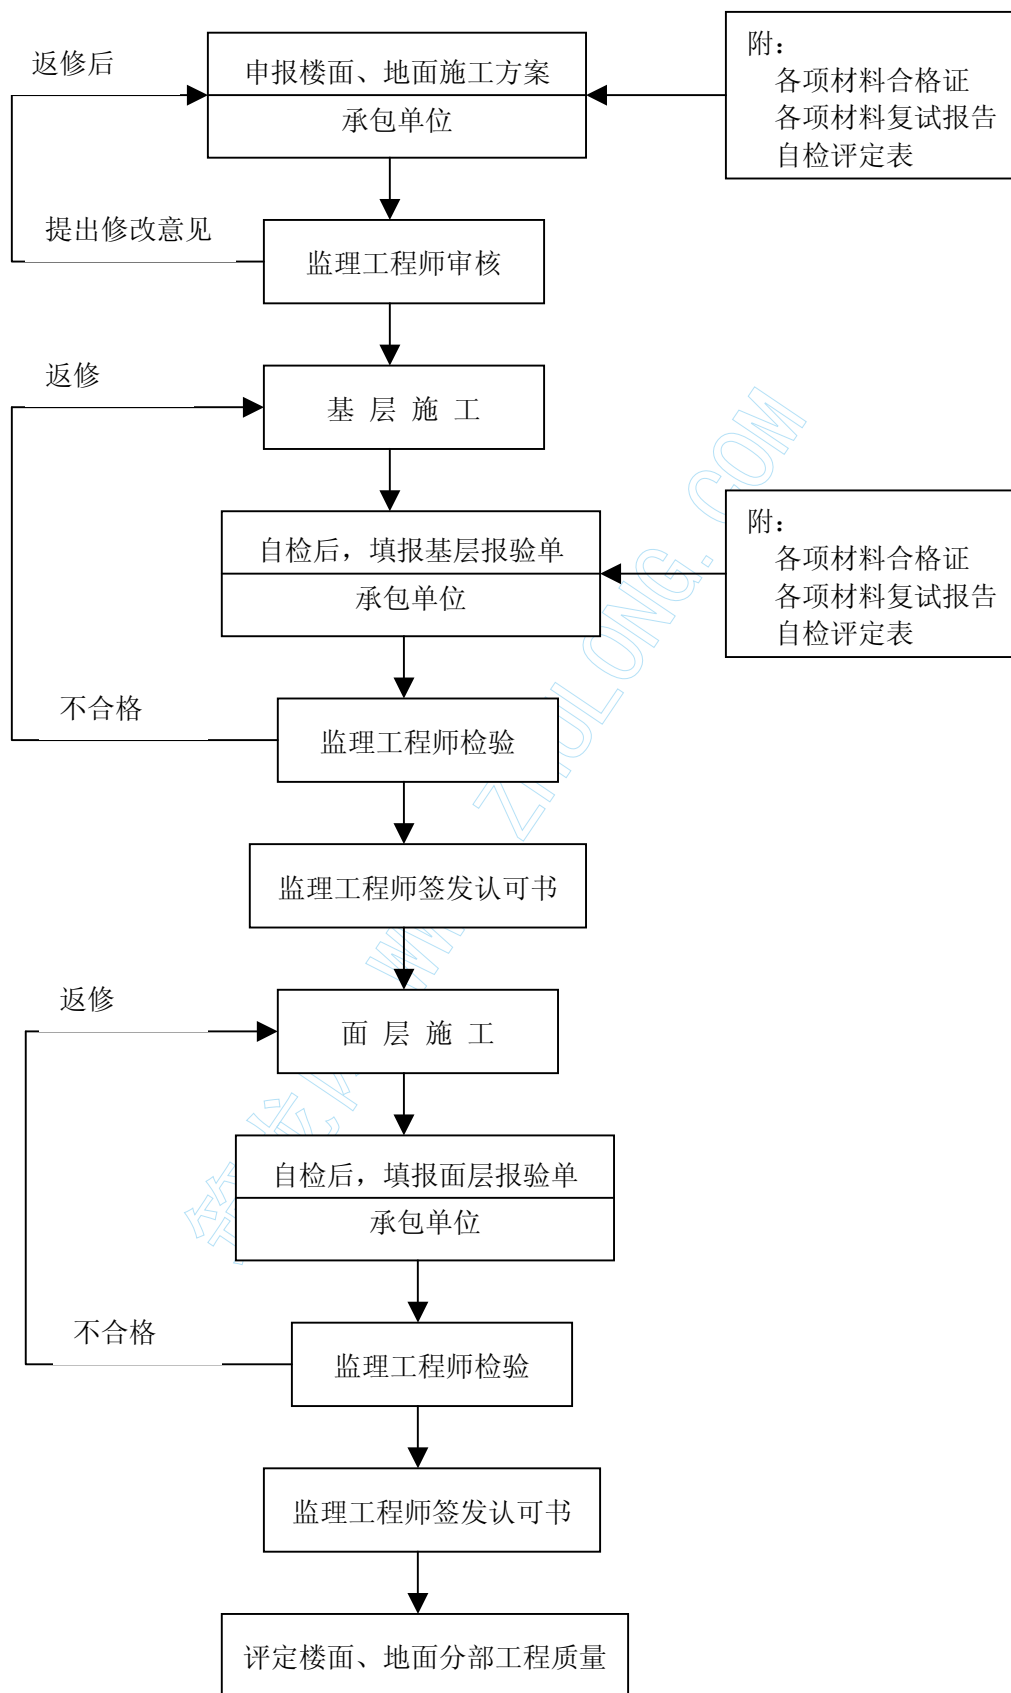 返修后
申报楼面、地面施工方案
承包单位
附：
各项材料合格证
各项材料复试报告
自检评定表
提出修改意见
监理工程师审核
返修
基 层 施 工
自检后，填报基层报验单
承包单位
附：
各项材料合格证
各项材料复试报告
自检评定表
不合格
监理工程师检验
监理工程师签发认可书
返修
面 层 施 工
自检后，填报面层报验单
承包单位
不合格
监理工程师检验
监理工程师签发认可书
评定楼面、地面分部工程质量